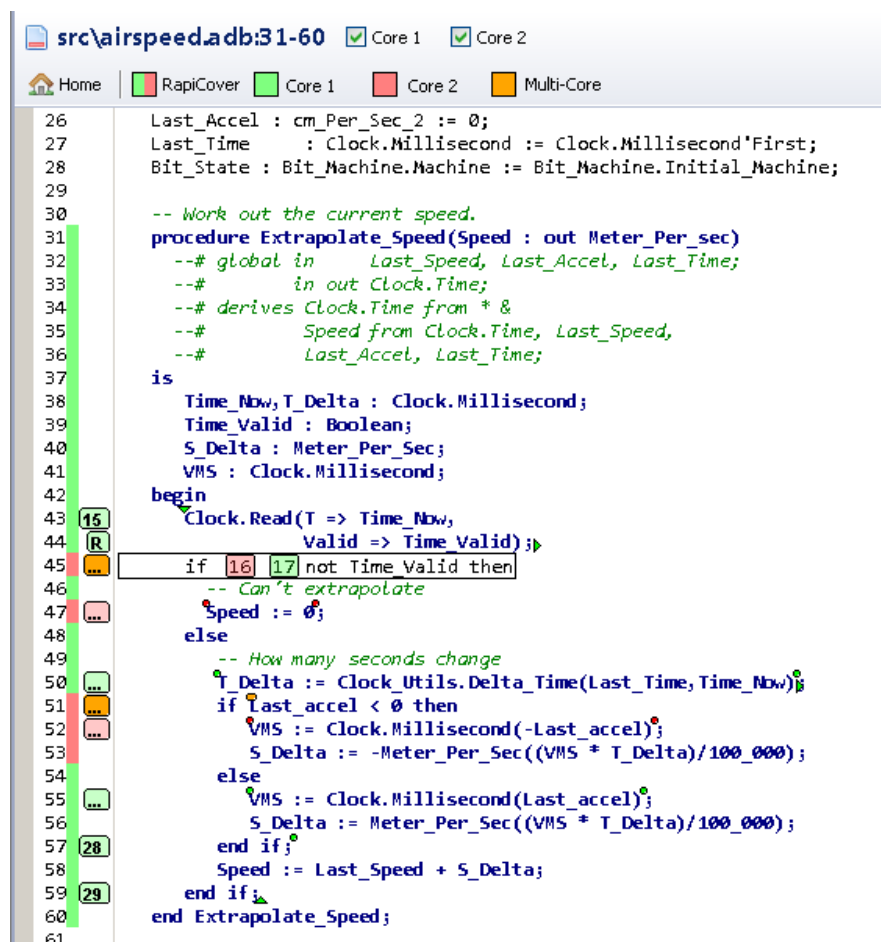 src\airspeed.adb:31-60 Core 1 Core 2
Home RapiCover Core 1 Core 2 Multi-Core
26 Last_Accel : cm_Per_Sec_2 := 0;
27 Last_Time : Clock.Millisecond := Clock.Millisecond'First;
28 Bit_State : Bit_Machine.Machine := Bit_Machine.Initial_Machine;
29
30 -- Work out the current speed.
31 procedure Extrapolate_Speed(Speed : out Meter_Per_sec)
32 --# global in Last_Speed, Last_Accel, Last_Time;
33 --# in out Clock.Time;
34 --# derives Clock.Time from * &
35 --# Speed from Clock.Time, Last_Speed,
36 --# Last_Accel, Last_Time;
37 is
38 Time_Now,T_Delta : Clock.Millisecond;
39 Time_Valid : Boolean;
40 S_Delta : Meter_Per_Sec;
41 VMS : Clock.Millisecond;
42 begin
43 15 Clock.Read(T => Time_Now,
44 R Valid => Time_Valid);
45 ... if 16 17 not Time_Valid then
46 -- Can't extrapolate
47 ... Speed := 0;
48 else
49 -- How many seconds change
50 ... T_Delta := Clock_Utils.Delta_Time(Last_Time,Time_Now);
51 ... if Last_accel < 0 then
52 ... VMS := Clock.Millisecond(-Last_accel);
53 S_Delta := -Meter_Per_Sec((VMS * T_Delta)/100_000);
54 else
55 ... VMS := Clock.Millisecond(Last_accel);
56 S_Delta := Meter_Per_Sec((VMS * T_Delta)/100_000);
57 28 end if;
58 Speed := Last_Speed + S_Delta;
59 29 end if;
60 end Extrapolate_Speed;
61